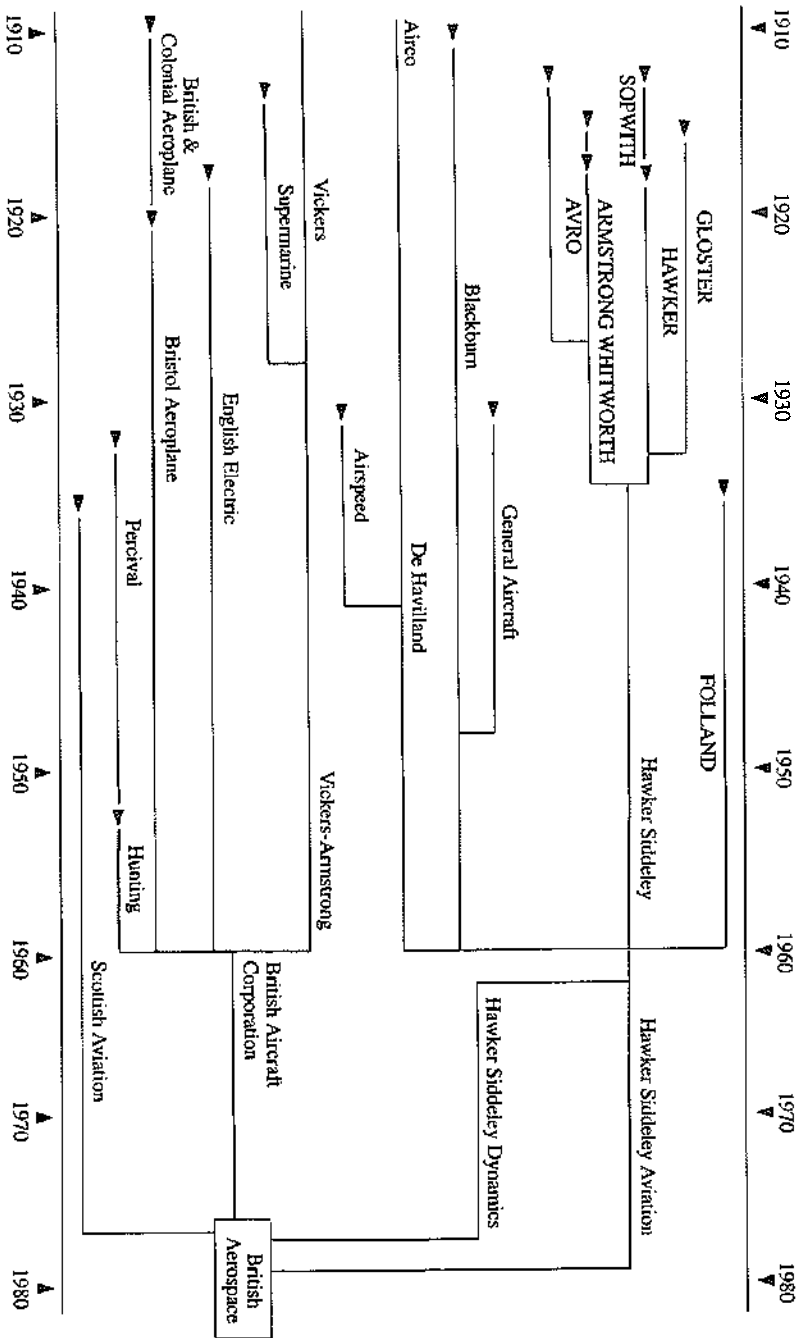 1910 1920 1930 1940 1950 1960 1970 1980
FOLLAND
GLOSTER
HAWKER
SOPWITH
Hawker Siddeley
Hawker Siddeley Aviation
ARMSTRONG WHITWORTH
AVRO
General Aircraft
Hawker Siddeley Dynamics
Blackburn
Airco
De Havilland
Airspeed
Vickers
Vickers-Armstrong
Supermarine
British Aircraft
Corporation
British
Aerospace
English Electric
British &
Colonial Aeroplane
Bristol Aeroplane
Hunting
Percival
Scottish Aviation
1910 1920 1930 1940 1950 1960 1970 1980